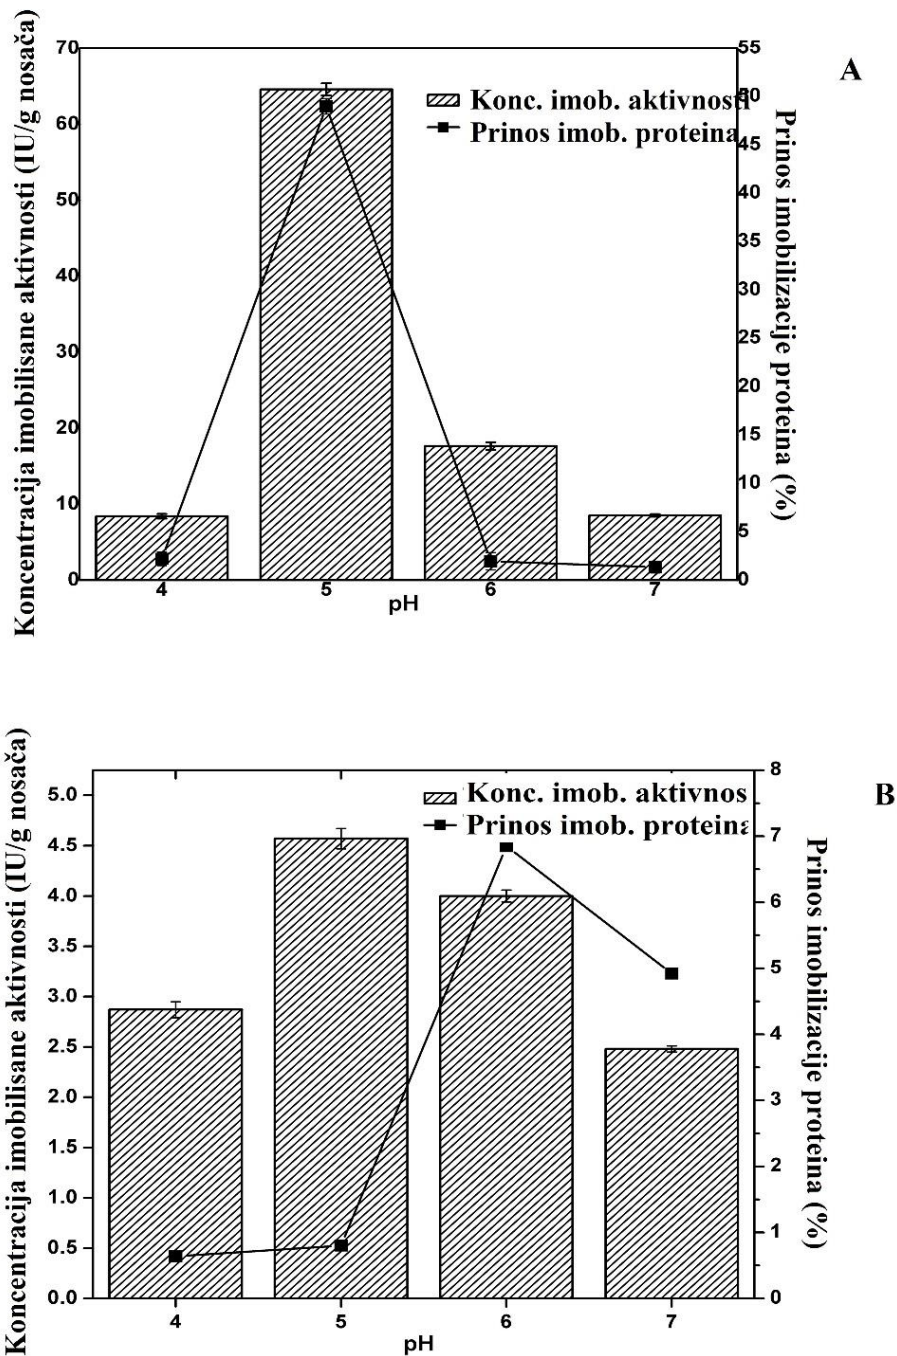 A
Koncentracija imobilisane aktivnosti (IU/g nosača)
70
60
50
40
30
20
10
0
Konc. imob. aktivnosti
Prinos imob. proteina
55
50
45
40
35
30
25
20
15
10
5
0
Prinos imobilizacije proteina (%)
4 5 6 7
pH
B
Koncentracija imobilisane aktivnosti (IU/g nosača)
5.0
4.5
4.0
3.5
3.0
2.5
2.0
1.5
1.0
0.5
0.0
Konc. imob. aktivnos
Prinos imob. proteina
8
7
6
5
4
3
2
1
0
Prinos imobilizacije proteina (%)
4 5 6 7
pH